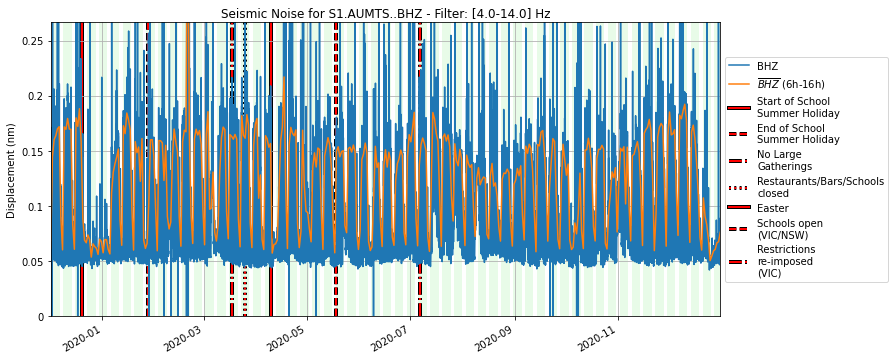 Seismic Noise for S1.AUMTS..BHZ - Filter: [4.0-14.0] Hz
Displacement (nm)
0.25
0.2
0.15
0.1
0.05
0
2020-01
2020-03
2020-05
2020-07
2020-09
2020-11
BHZ
BHZ (6h-16h)
Start of School
Summer Holiday
End of School
Summer Holiday
No Large
Gatherings
Restaurants/Bars/Schools
closed
Easter
Schools open
(VIC/NSW)
Restrictions
re-imposed
(VIC)